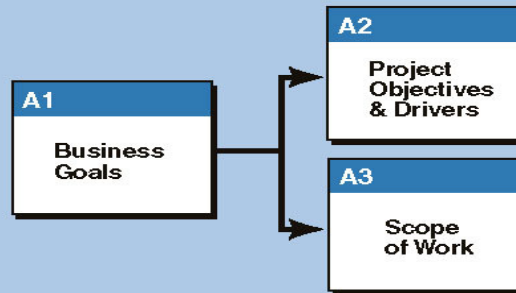 A1
Business
Goals
A2
Project
Objectives
& Drivers
A3
Scope
of Work